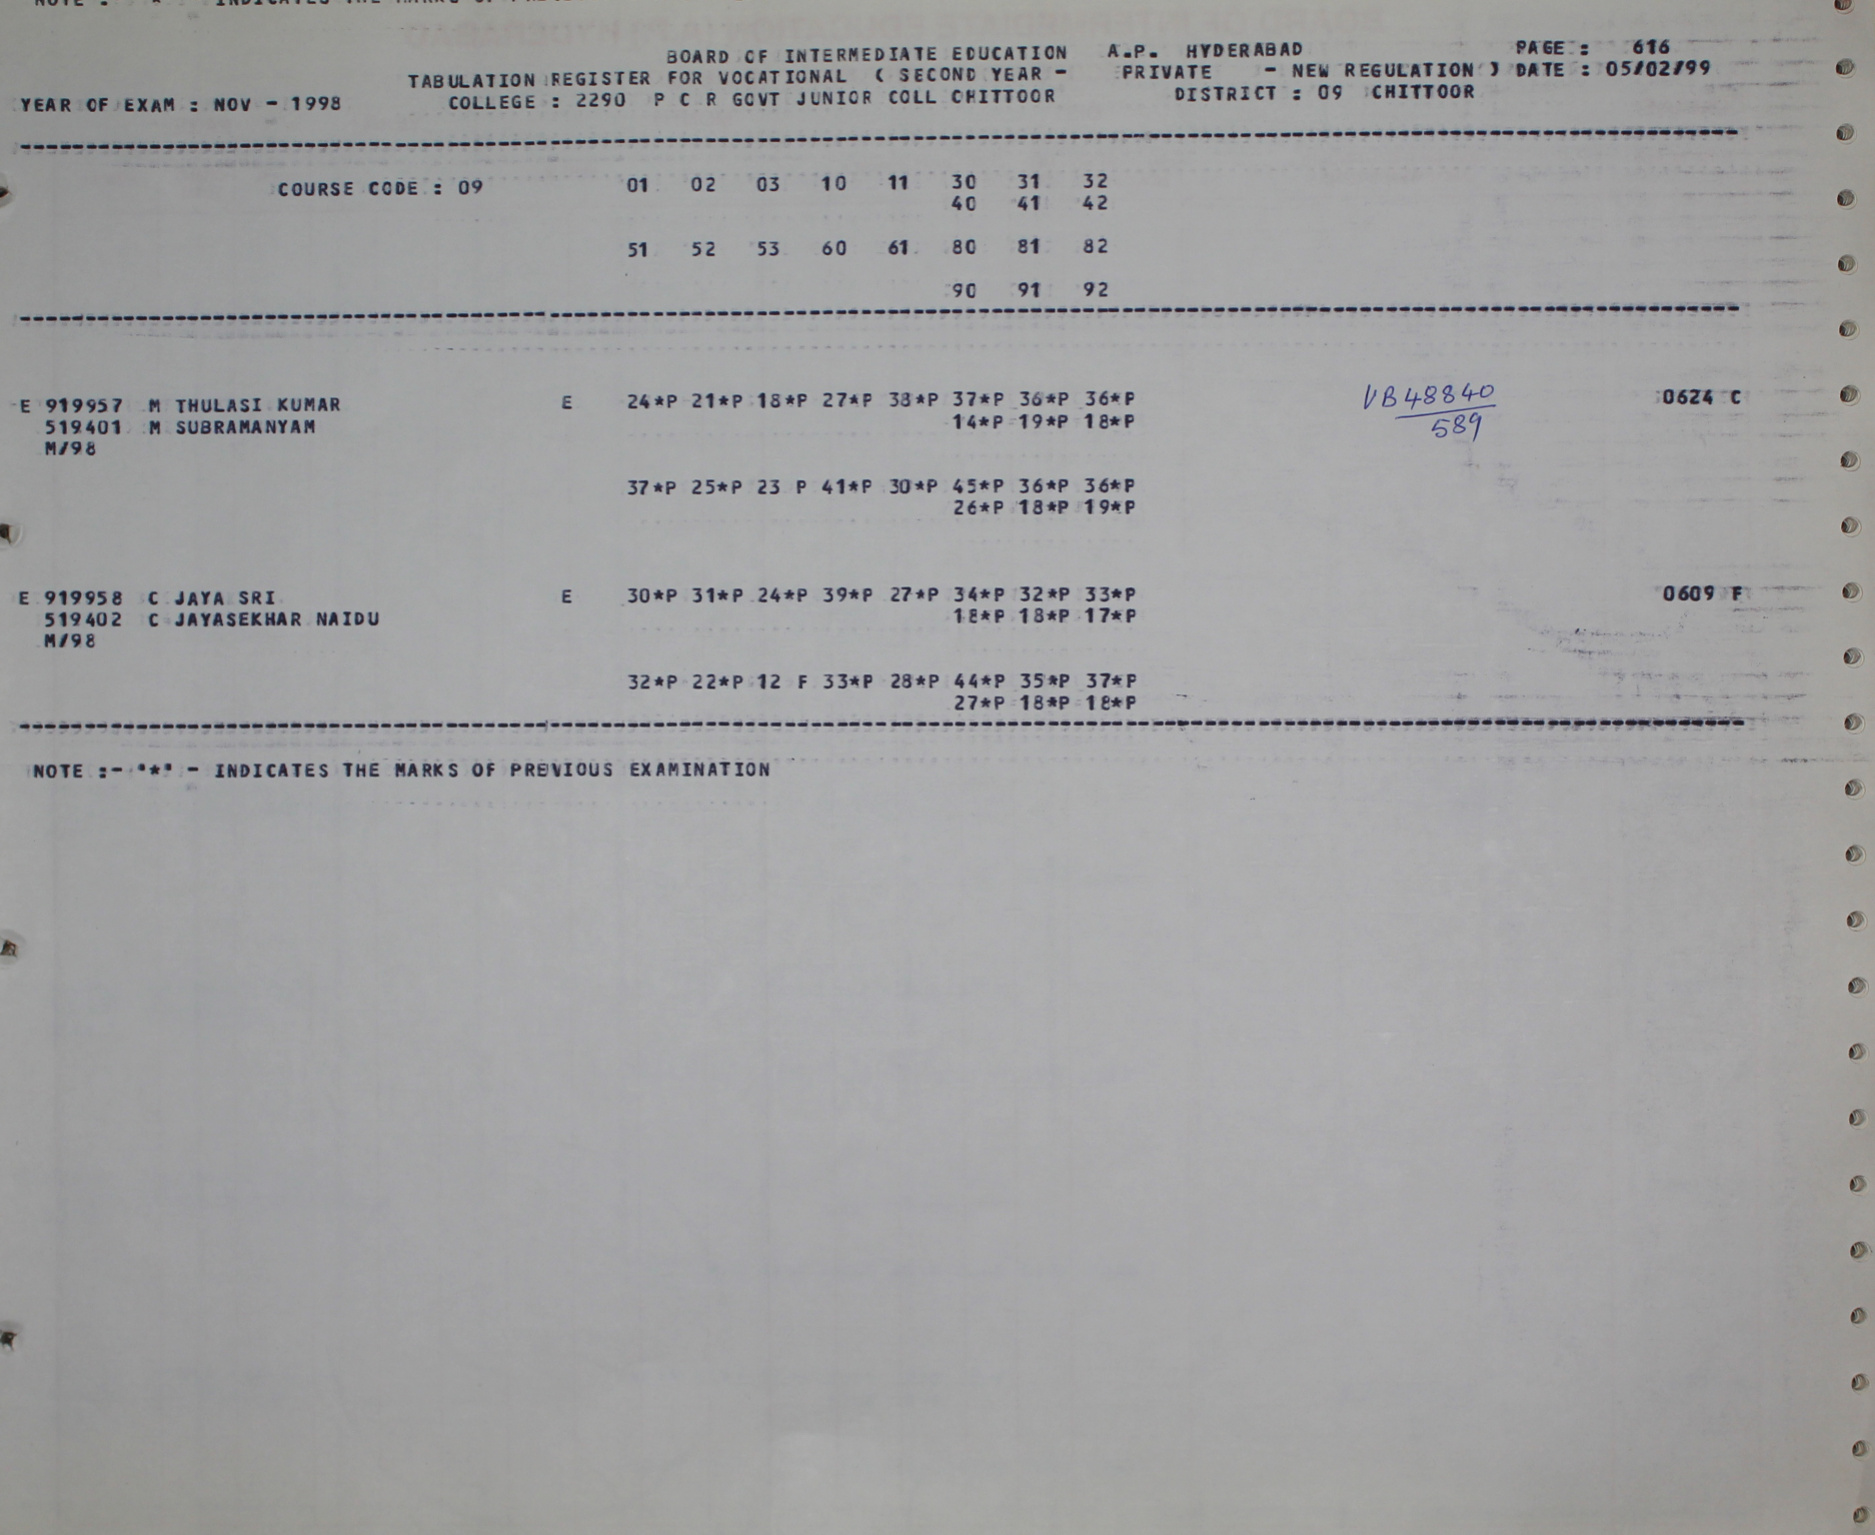 BOARD OF INTERMEDIATE EDUCATION A.P. HYDERABAD PAGE : 616
TABULATION REGISTER FOR VOCATIONAL ( SECOND YEAR - PRIVATE - NEW REGULATION ) DATE : 05/02/99
YEAR OF EXAM : NOV - 1998 COLLEGE : 2290 P C R GOVT JUNIOR COLL CHITTOOR DISTRICT : 09 CHITTOOR
COURSE CODE : 09 01 02 03 10 11 30 31 32
40 41 42
51 52 53 60 61 80 81 82
90 91 92
E 919957 M THULASI KUMAR E 24*P 21*P 18*P 27*P 38*P 37*P 36*P 36*P VB48840 0624 C
519401 M SUBRAMANYAM 14*P 19*P 18*P 589
M/98
37*P 25*P 23 P 41*P 30*P 45*P 36*P 36*P
26*P 18*P 19*P
E 919958 C JAYA SRI E 30*P 31*P 24*P 39*P 27*P 34*P 32*P 33*P 0609 F
519402 C JAYASEKHAR NAIDU 18*P 18*P 17*P
M/98
32*P 22*P 12 F 33*P 28*P 44*P 35*P 37*P
27*P 18*P 18*P
NOTE :- "*" - INDICATES THE MARKS OF PREVIOUS EXAMINATION